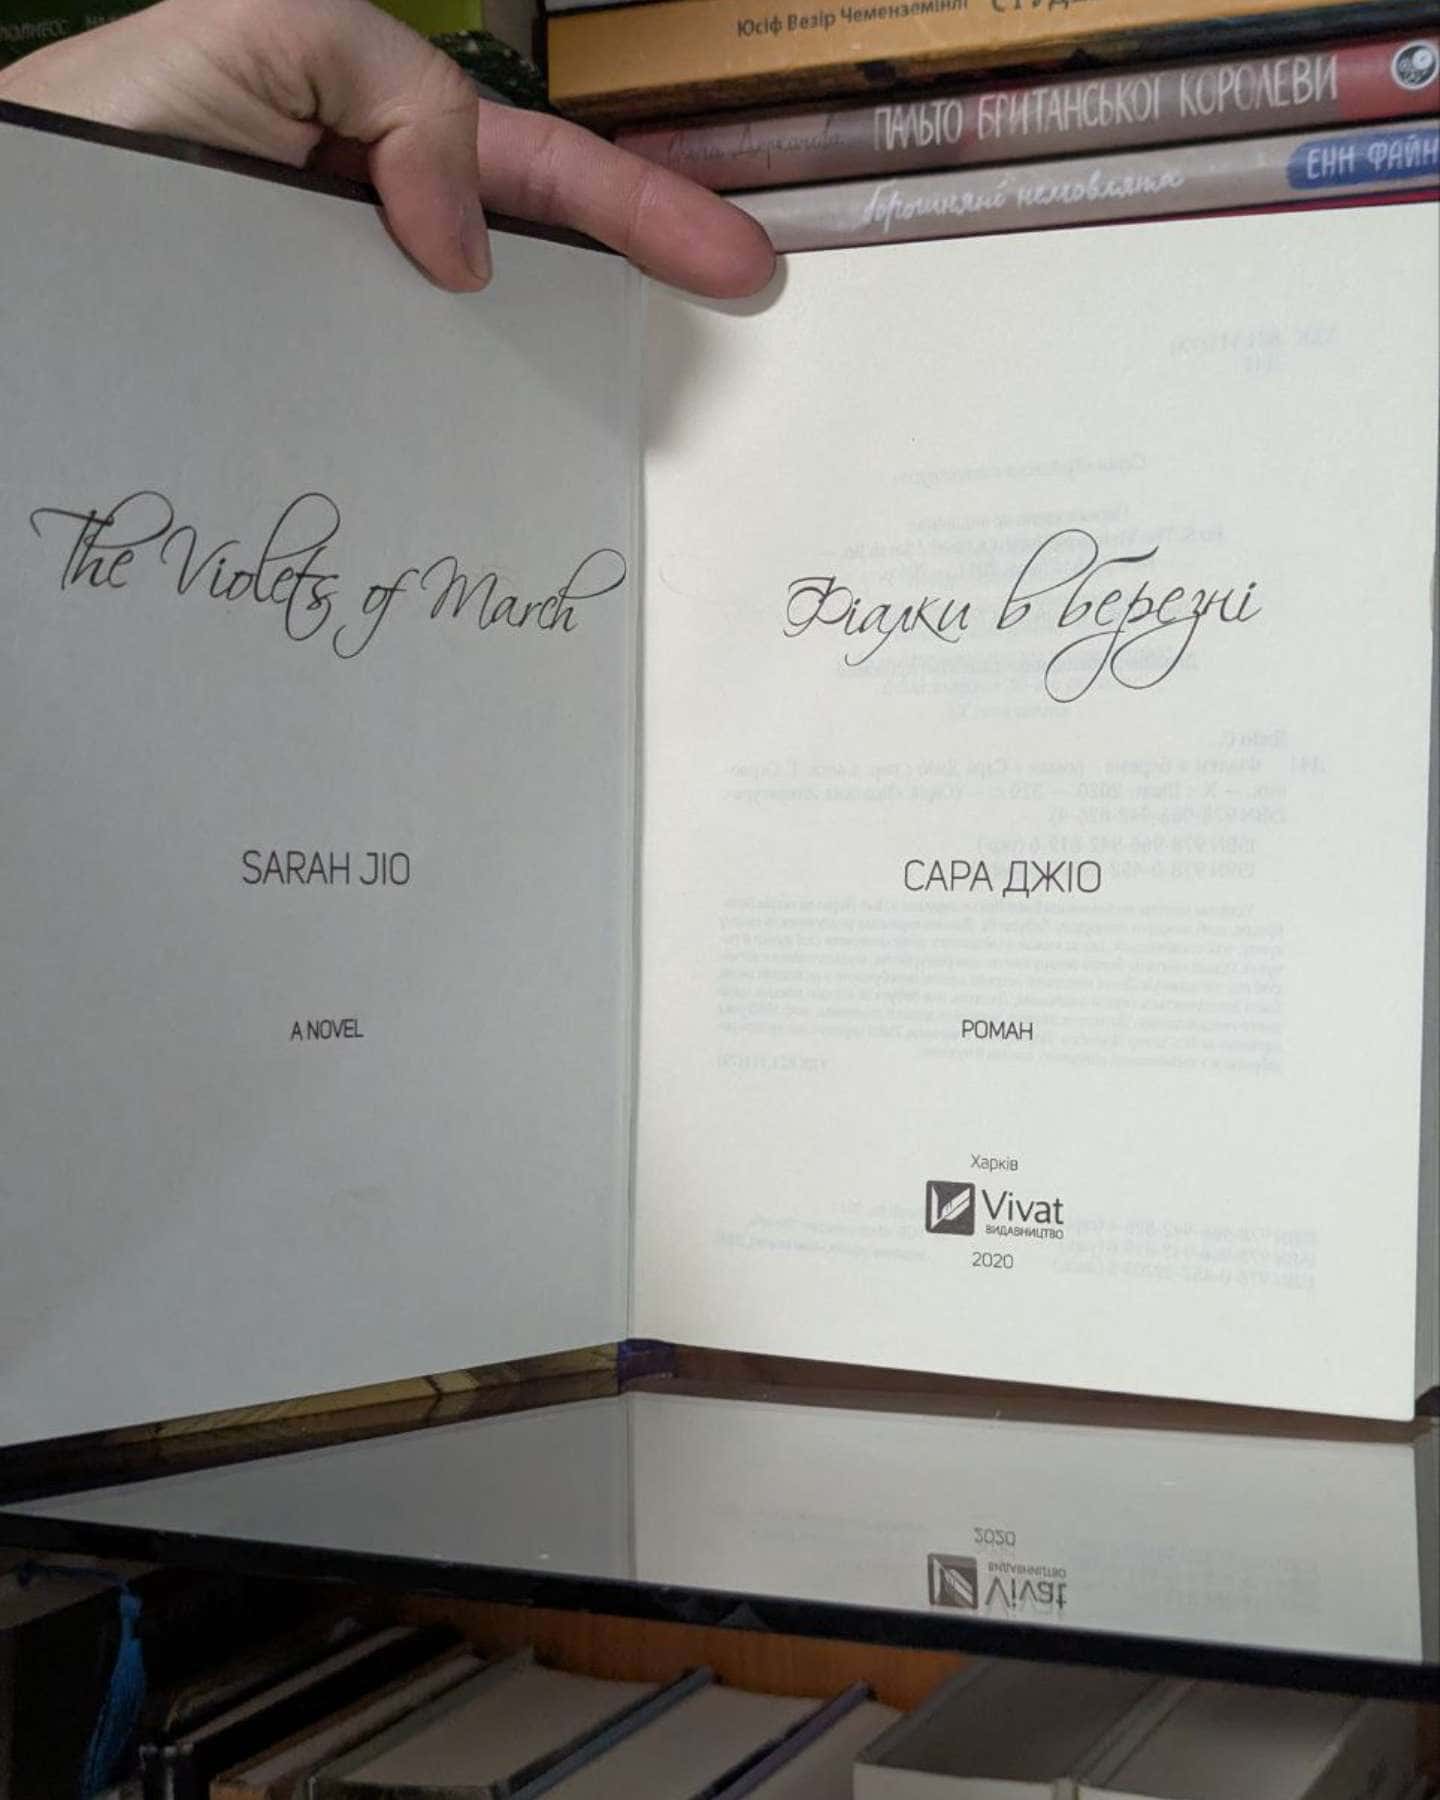 Юсіф Везір Чеменземінлі
ПАЛЬТО БРИТАНСЬКОЇ КОРОЛЕВИ
борошняні немовлята ЕНН ФАЙН
The Violets of March
SARAH JIO
A NOVEL
Фіалки в березні
САРА ДЖІО
РОМАН
Харків
Vivat
ВИДАВНИЦТВО
2020